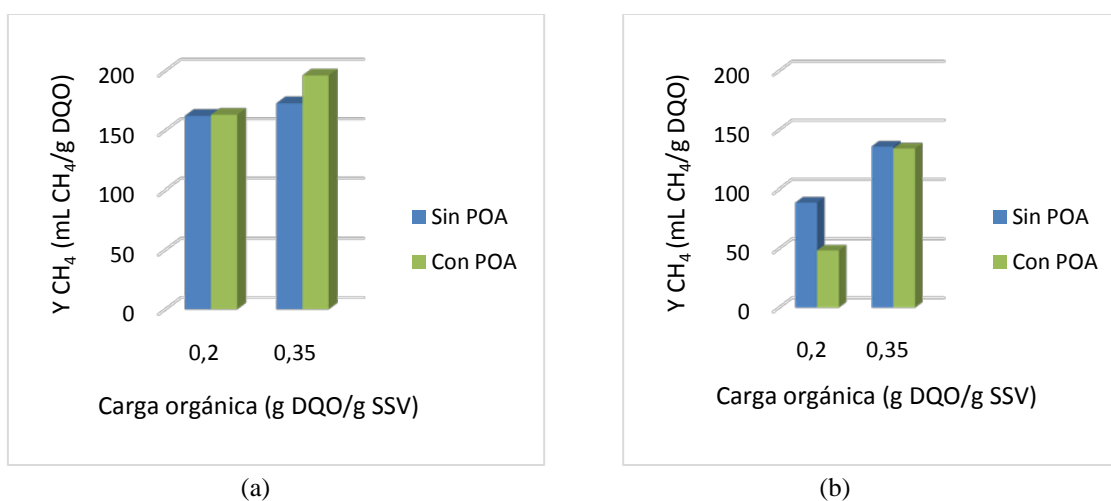 Y CH₄ (mL CH₄/g DQO)
200
150
100
50
0
0,2 0,35
Carga orgánica (g DQO/g SSV)
Sin POA
Con POA
(a)
Y CH₄ (mL CH₄/g DQO)
200
150
100
50
0
0,2 0,35
Carga orgánica (g DQO/g SSV)
Sin POA
Con POA
(b)